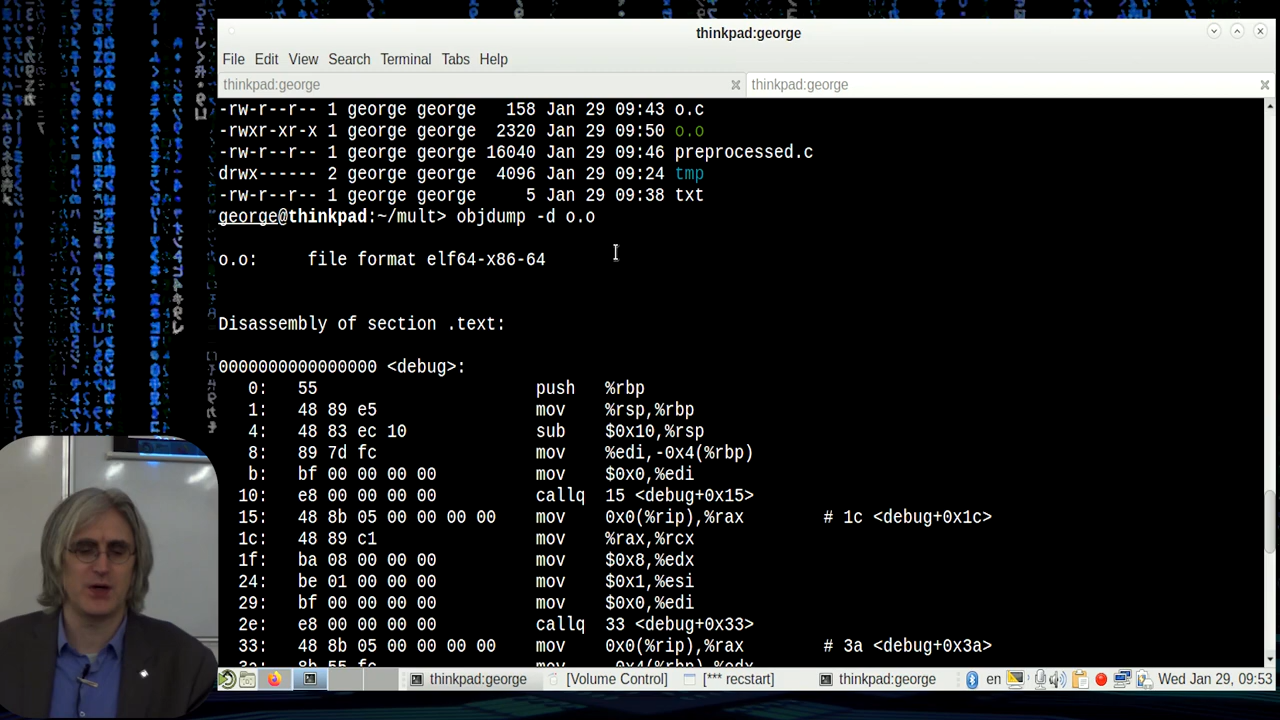 thinkpad:george
File Edit View Search Terminal Tabs Help
thinkpad:george thinkpad:george
-rw-r--r-- 1 george george   158 Jan 29 09:43 o.c
-rwxr-xr-x 1 george george  2320 Jan 29 09:50 o.o
-rw-r--r-- 1 george george 16040 Jan 29 09:46 preprocessed.c
drwx------ 2 george george  4096 Jan 29 09:24 tmp
-rw-r--r-- 1 george george     5 Jan 29 09:38 txt
george@thinkpad:~/mult> objdump -d o.o
o.o:     file format elf64-x86-64
Disassembly of section .text:
0000000000000000 <debug>:
0: 55 push %rbp
1: 48 89 e5 mov %rsp,%rbp
4: 48 83 ec 10 sub $0x10,%rsp
8: 89 7d fc mov %edi,-0x4(%rbp)
b: bf 00 00 00 00 mov $0x0,%edi
10: e8 00 00 00 00 callq 15 <debug+0x15>
15: 48 8b 05 00 00 00 00 mov 0x0(%rip),%rax # 1c <debug+0x1c>
1c: 48 89 c1 mov %rax,%rcx
1f: ba 08 00 00 00 mov $0x8,%edx
24: be 01 00 00 00 mov $0x1,%esi
29: bf 00 00 00 00 mov $0x0,%edi
2e: e8 00 00 00 00 callq 33 <debug+0x33>
33: 48 8b 05 00 00 00 00 mov 0x0(%rip),%rax # 3a <debug+0x3a>
3a: 8b 55 fc mov -0x4(%rbp),%edx
thinkpad:george [Volume Control] [*** recstart] thinkpad:george en Wed Jan 29, 09:53